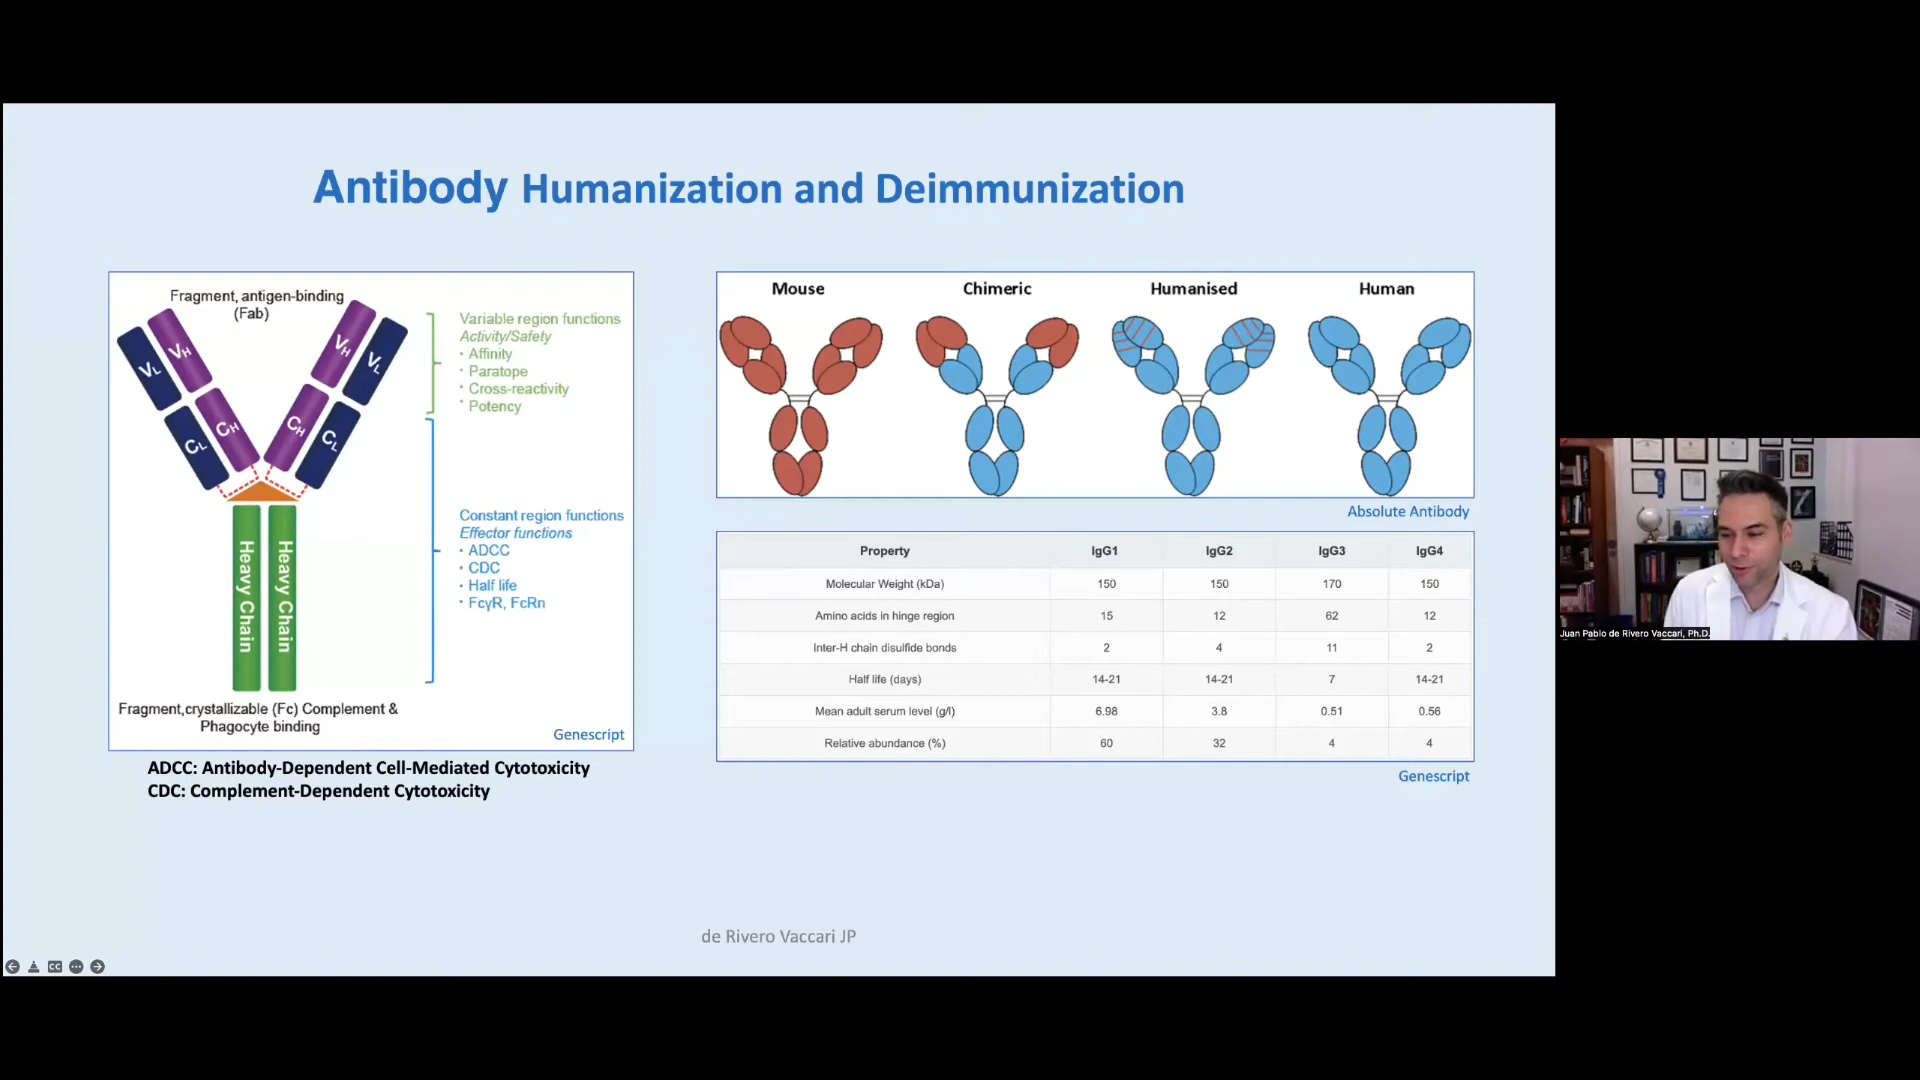 Antibody Humanization and Deimmunization
Fragment, antigen-binding
(Fab)
VL
VH
VH
VL
CL
CH
CH
CL
Heavy Chain
Heavy Chain
Fragment,crystallizable (Fc) Complement &
Phagocyte binding
Variable region functions
Activity/Safety
· Affinity
· Paratope
· Cross-reactivity
· Potency
Constant region functions
Effector functions
· ADCC
· CDC
· Half life
· FcγR, FcRn
Genescript
ADCC: Antibody-Dependent Cell-Mediated Cytotoxicity
CDC: Complement-Dependent Cytotoxicity
Mouse Chimeric Humanised Human
Absolute Antibody
Property IgG1 IgG2 IgG3 IgG4
Molecular Weight (kDa) 150 150 170 150
Amino acids in hinge region 15 12 62 12
Inter-H chain disulfide bonds 2 4 11 2
Half life (days) 14-21 14-21 7 14-21
Mean adult serum level (g/l) 6.98 3.8 0.51 0.56
Relative abundance (%) 60 32 4 4
Genescript
de Rivero Vaccari JP
CC
Juan Pablo de Rivero Vaccari, Ph.D.